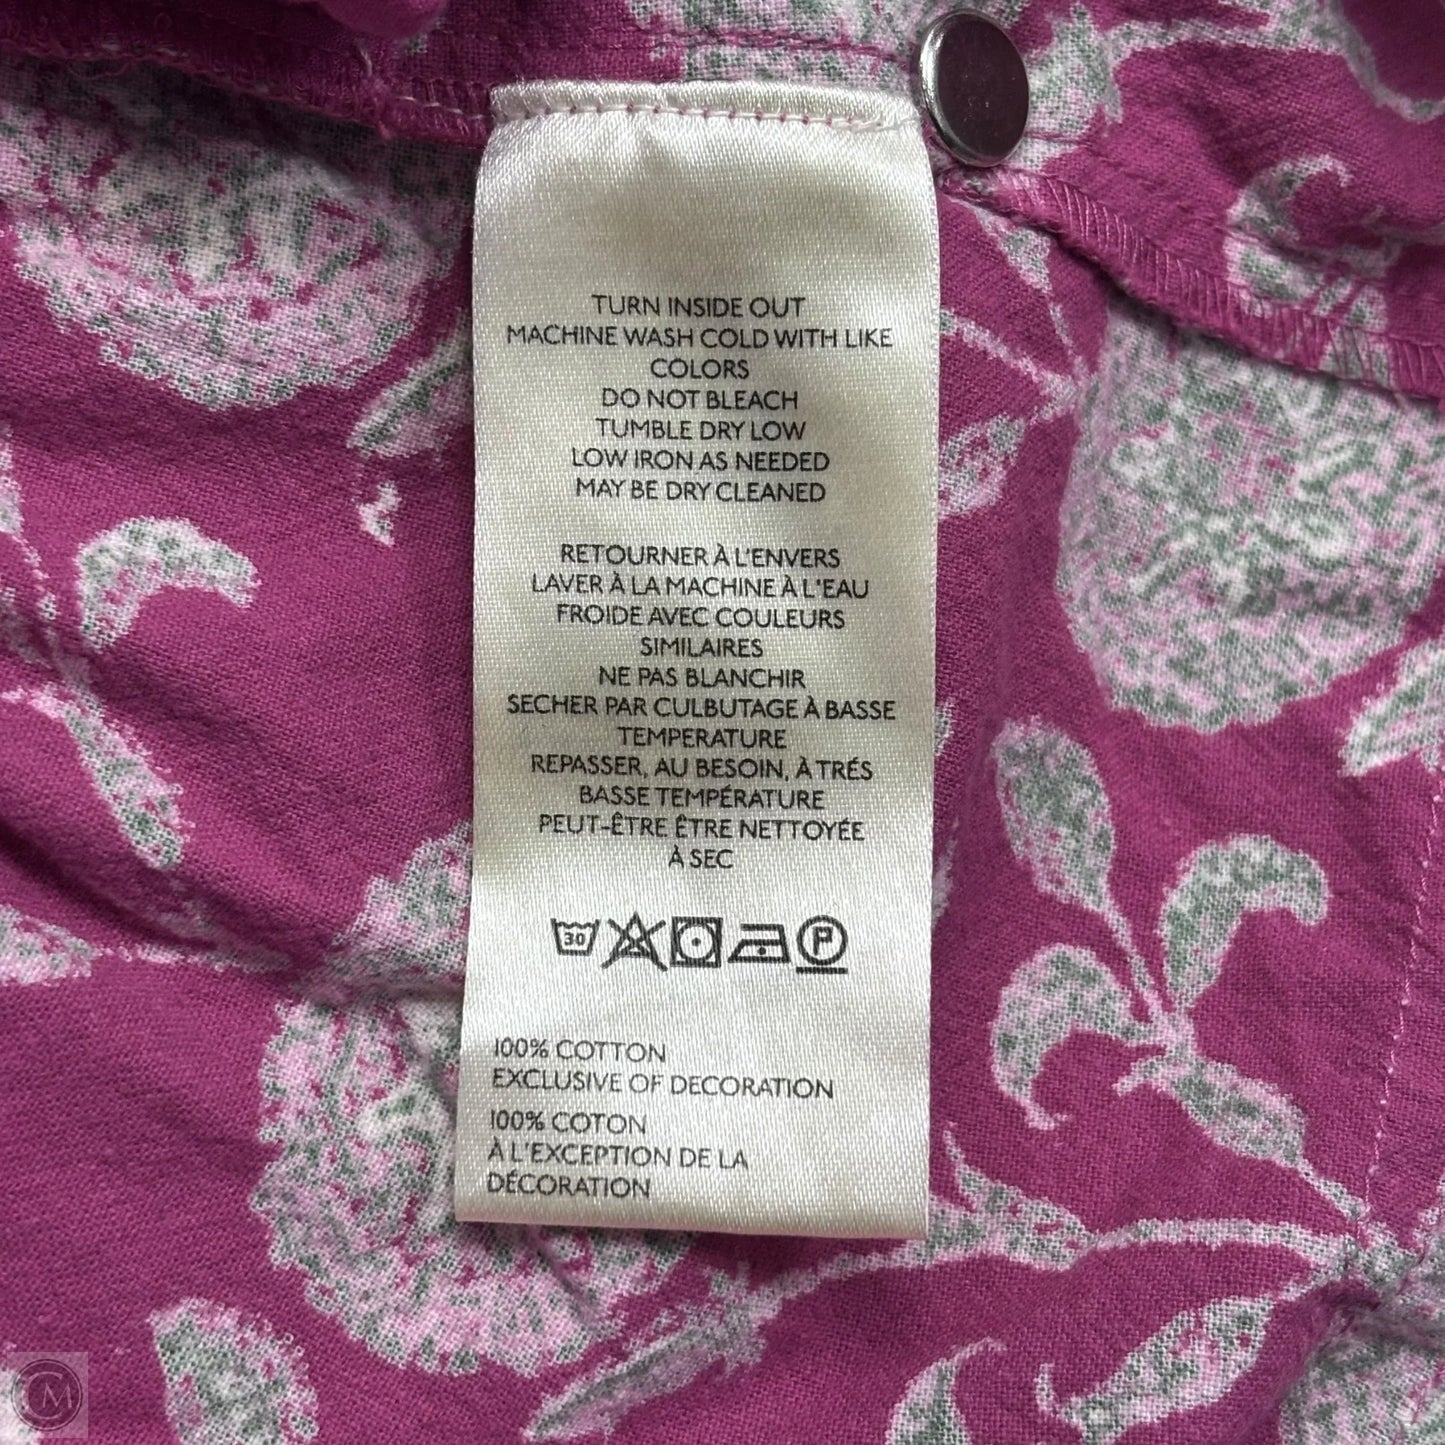 TURN INSIDE OUT
MACHINE WASH COLD WITH LIKE
COLORS
DO NOT BLEACH
TUMBLE DRY LOW
LOW IRON AS NEEDED
MAY BE DRY CLEANED
RETOURNER À L'ENVERS
LAVER À LA MACHINE À L'EAU
FROIDE AVEC COULEURS
SIMILAIRES
NE PAS BLANCHIR
SECHER PAR CULBUTAGE À BASSE
TEMPERATURE
REPASSER, AU BESOIN, À TRÉS
BASSE TEMPÉRATURE
PEUT-ÊTRE ÊTRE NETTOYÉE
À SEC
30 P
100% COTTON
EXCLUSIVE OF DECORATION
100% COTON
À L'EXCEPTION DE LA
DÉCORATION
CM